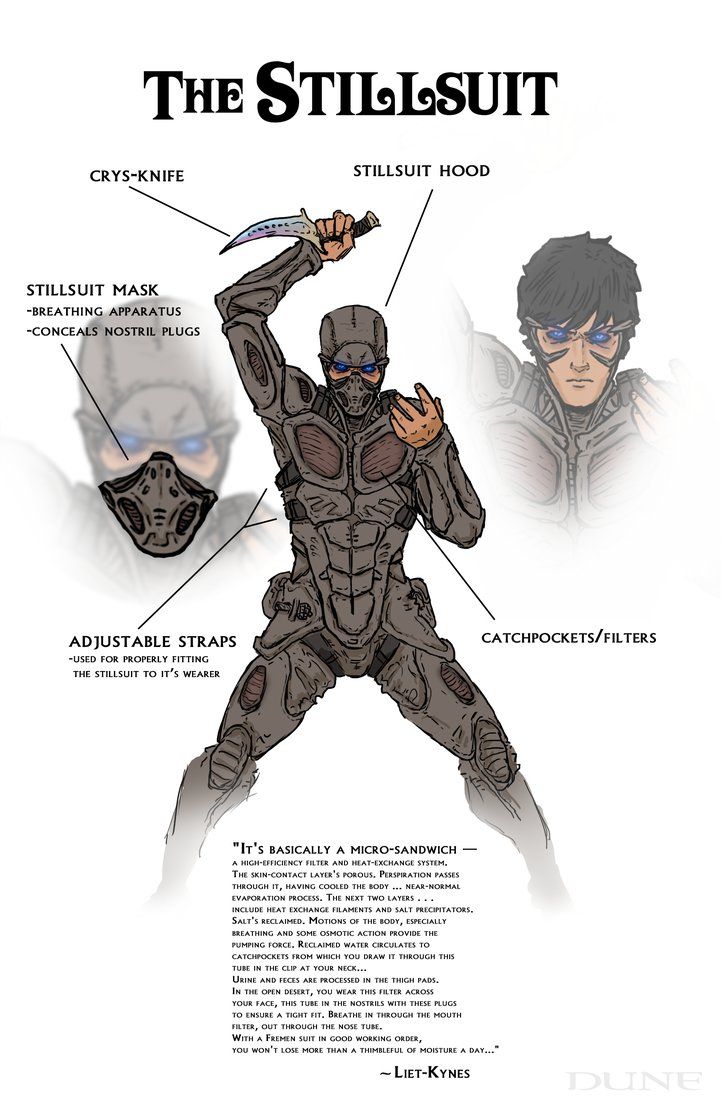 The Stillsuit
crys-knife
stillsuit hood
stillsuit mask
-breathing apparatus
-conceals nostril plugs
adjustable straps
-used for properly fitting
the stillsuit to it's wearer
catchpockets/filters
"It's basically a micro-sandwich —
a high-efficiency filter and heat-exchange system.
The skin-contact layer's porous. Perspiration passes
through it, having cooled the body ... near-normal
evaporation process. The next two layers . . .
include heat exchange filaments and salt precipitators.
Salt's reclaimed. Motions of the body, especially
breathing and some osmotic action provide the
pumping force. Reclaimed water circulates to
catchpockets from which you draw it through this
tube in the clip at your neck...
Urine and feces are processed in the thigh pads.
In the open desert, you wear this filter across
your face, this tube in the nostrils with these plugs
to ensure a tight fit. Breathe in through the mouth
filter, out through the nose tube.
With a Fremen suit in good working order,
you won't lose more than a thimbleful of moisture a day..."
~Liet-Kynes
DUNE